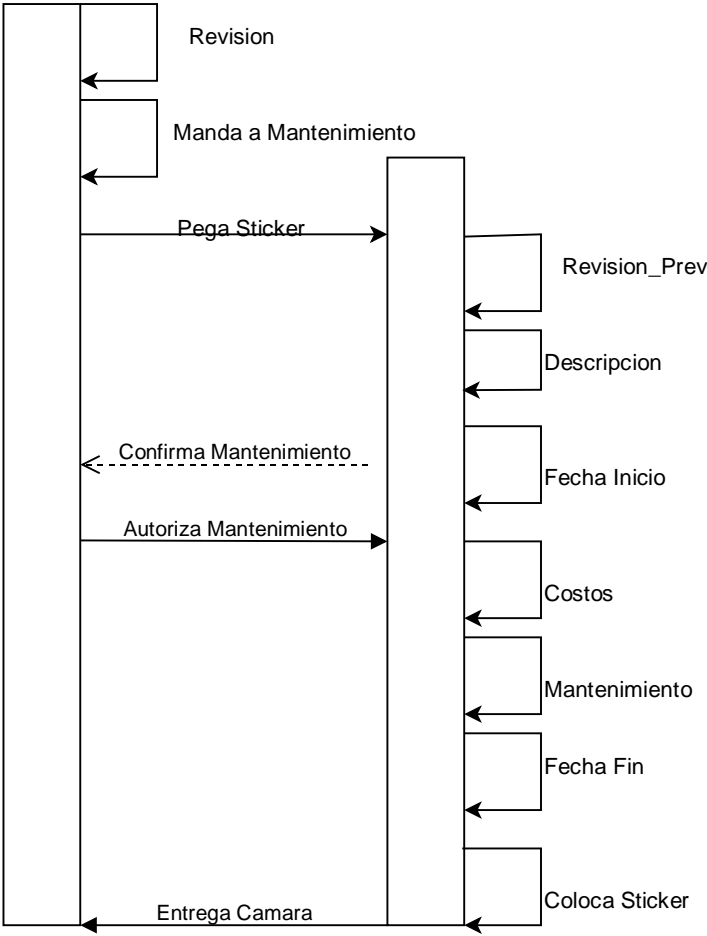 Revision
Manda a Mantenimiento
Pega Sticker
Revision_Prev
Descripcion
Confirma Mantenimiento
Fecha Inicio
Autoriza Mantenimiento
Costos
Mantenimiento
Fecha Fin
Coloca Sticker
Entrega Camara